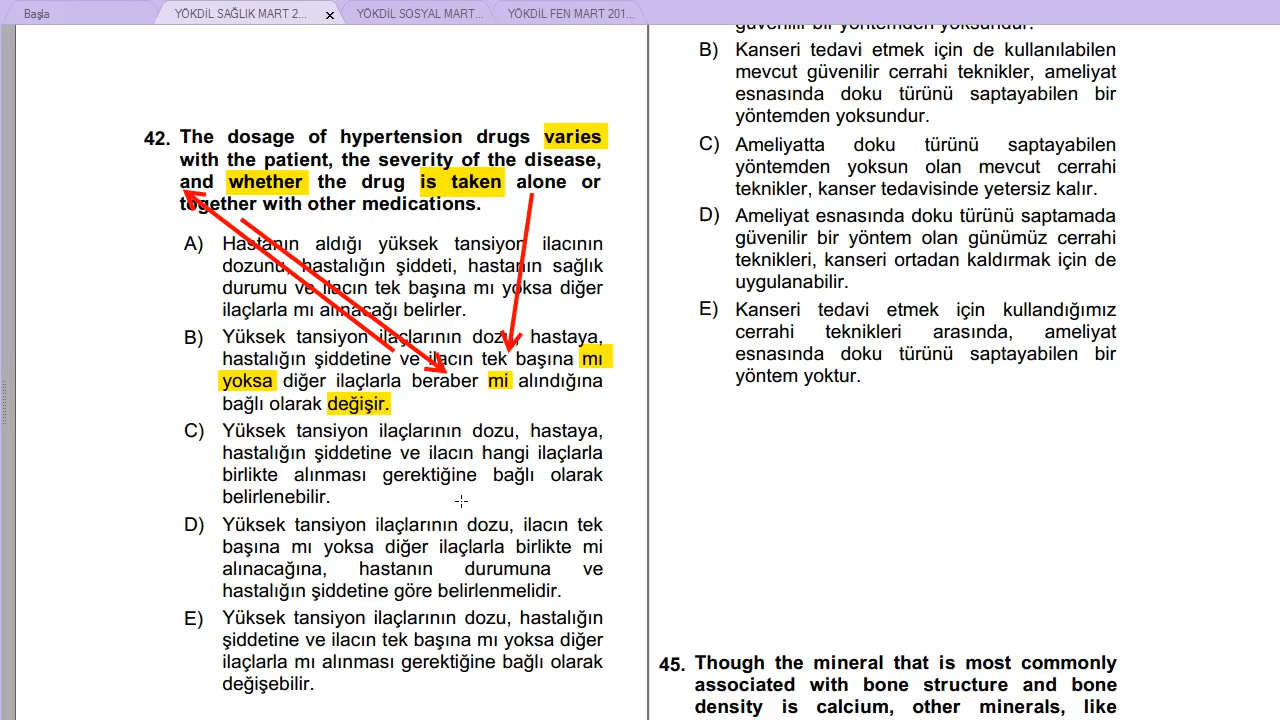 Başla
YÖKDİL SAĞLIK MART 2...
x
YÖKDİL SOSYAL MART...
YÖKDİL FEN MART 201...
42. The dosage of hypertension drugs varies
with the patient, the severity of the disease,
and whether the drug is taken alone or
together with other medications.
A) Hastanın aldığı yüksek tansiyon ilacının
dozunu, hastalığın şiddeti, hastanın sağlık
durumu ve ilacın tek başına mı yoksa diğer
ilaçlarla mı alınacağı belirler.
B) Yüksek tansiyon ilaçlarının dozu, hastaya,
hastalığın şiddetine ve ilacın tek başına mı
yoksa diğer ilaçlarla beraber mi alındığına
bağlı olarak değişir.
C) Yüksek tansiyon ilaçlarının dozu, hastaya,
hastalığın şiddetine ve ilacın hangi ilaçlarla
birlikte alınması gerektiğine bağlı olarak
belirlenebilir.
D) Yüksek tansiyon ilaçlarının dozu, ilacın tek
başına mı yoksa diğer ilaçlarla birlikte mi
alınacağına, hastanın durumuna ve
hastalığın şiddetine göre belirlenmelidir.
E) Yüksek tansiyon ilaçlarının dozu, hastalığın
şiddetine ve ilacın tek başına mı yoksa diğer
ilaçlarla mı alınması gerektiğine bağlı olarak
değişebilir.
güvenilir bir yöntemden yoksundur.
B) Kanseri tedavi etmek için de kullanılabilen
mevcut güvenilir cerrahi teknikler, ameliyat
esnasında doku türünü saptayabilen bir
yöntemden yoksundur.
C) Ameliyatta doku türünü saptayabilen
yöntemden yoksun olan mevcut cerrahi
teknikler, kanser tedavisinde yetersiz kalır.
D) Ameliyat esnasında doku türünü saptamada
güvenilir bir yöntem olan günümüz cerrahi
teknikleri, kanseri ortadan kaldırmak için de
uygulanabilir.
E) Kanseri tedavi etmek için kullandığımız
cerrahi teknikleri arasında, ameliyat
esnasında doku türünü saptayabilen bir
yöntem yoktur.
45. Though the mineral that is most commonly
associated with bone structure and bone
density is calcium, other minerals, like